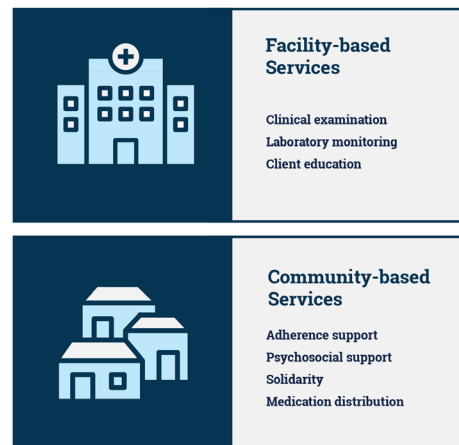 Facility-based
Services
Clinical examination
Laboratory monitoring
Client education
Community-based
Services
Adherence support
Psychosocial support
Solidarity
Medication distribution